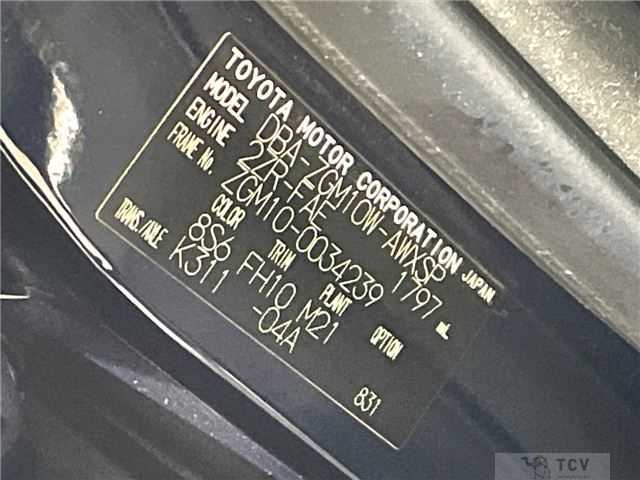 TOYOTA MOTOR CORPORATION JAPAN
MODEL DBA-ZGM10W-AWXSP
ENGINE 2ZR-FAE 1797 mL
FRAME No. ZGM10-0034239
COLOR TRIM PLANT OPTION
8S6 FH10 M21
TRANS./AXLE K311 -04A
831
TCV